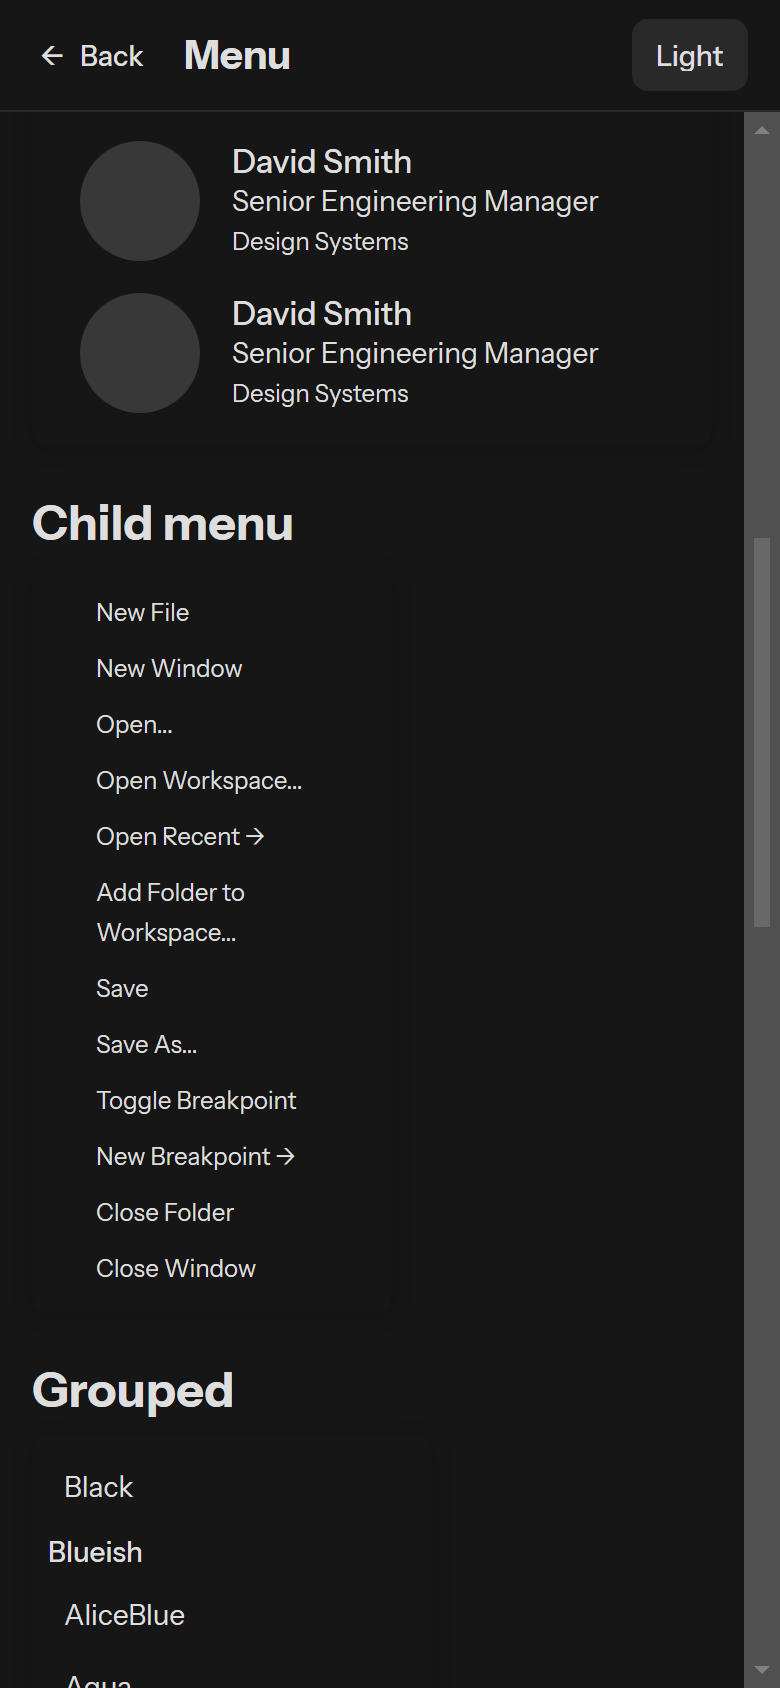 ← Back Menu Light
David Smith
Senior Engineering Manager
Design Systems
David Smith
Senior Engineering Manager
Design Systems
Child menu
New File
New Window
Open...
Open Workspace...
Open Recent →
Add Folder to
Workspace...
Save
Save As...
Toggle Breakpoint
New Breakpoint →
Close Folder
Close Window
Grouped
Black
Blueish
AliceBlue
Aqua